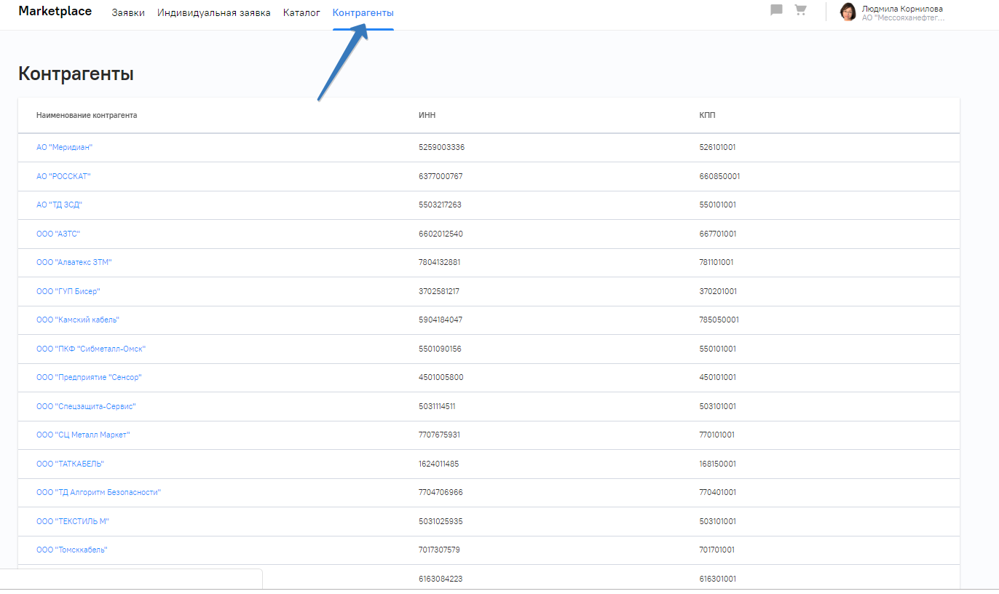 Marketplace Заявки Индивидуальная заявка Каталог Контрагенты Людмила Корнилова
АО "Мессояханефтег...
Контрагенты
Наименование контрагента ИНН КПП
АО "Меридиан" 5259003336 526101001
АО "РОССКАТ" 6377000767 660850001
АО "ТД ЗСД" 5503217263 550101001
ООО "АЗТС" 6602012540 667701001
ООО "Алватекс ЗТМ" 7804132881 781101001
ООО "ГУП Бисер" 3702581217 370201001
ООО "Камский кабель" 5904184047 785050001
ООО "ПКФ "Сибметалл-Омск" 5501090156 550101001
ООО "Предприятие "Сенсор" 4501005800 450101001
ООО "Спецзащита-Сервис" 5031114511 503101001
ООО "СЦ Металл Маркет" 7707675931 770101001
ООО "ТАТКАБЕЛЬ" 1624011485 168150001
ООО "ТД Алгоритм Безопасности" 7704706966 770401001
ООО "ТЕКСТИЛЬ М" 5031025935 503101001
ООО "Томсккабель" 7017307579 701701001
6163084223 616301001